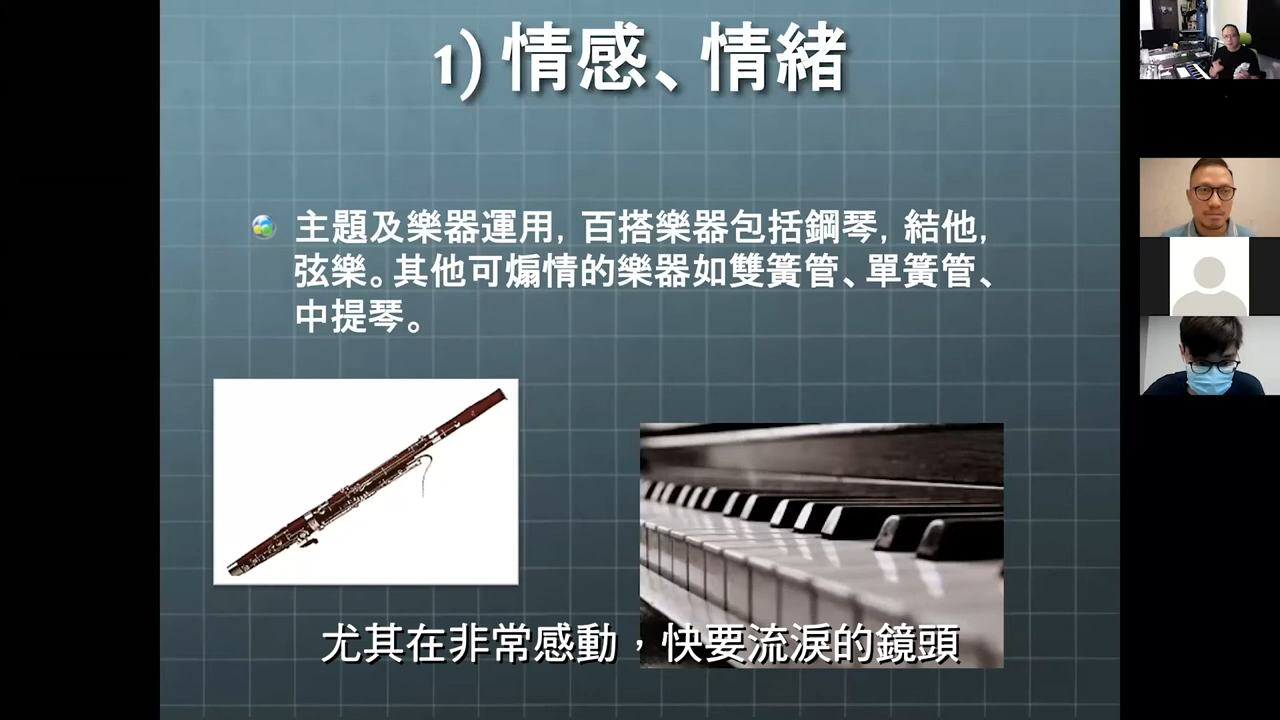 1) 情感、情緒
主題及樂器運用, 百搭樂器包括鋼琴, 結他,
弦樂。其他可煽情的樂器如雙簧管、單簧管、
中提琴。
尤其在非常感動，快要流淚的鏡頭